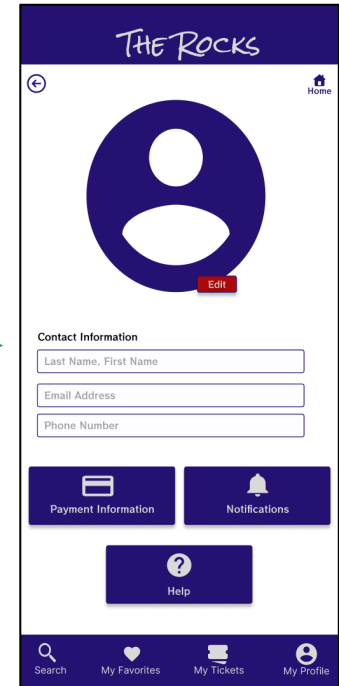 THE ROCKS
Home
Edit
Contact Information
Last Name, First Name
Email Address
Phone Number
Payment Information
Notifications
?
Help
Search
My Favorites
My Tickets
My Profile